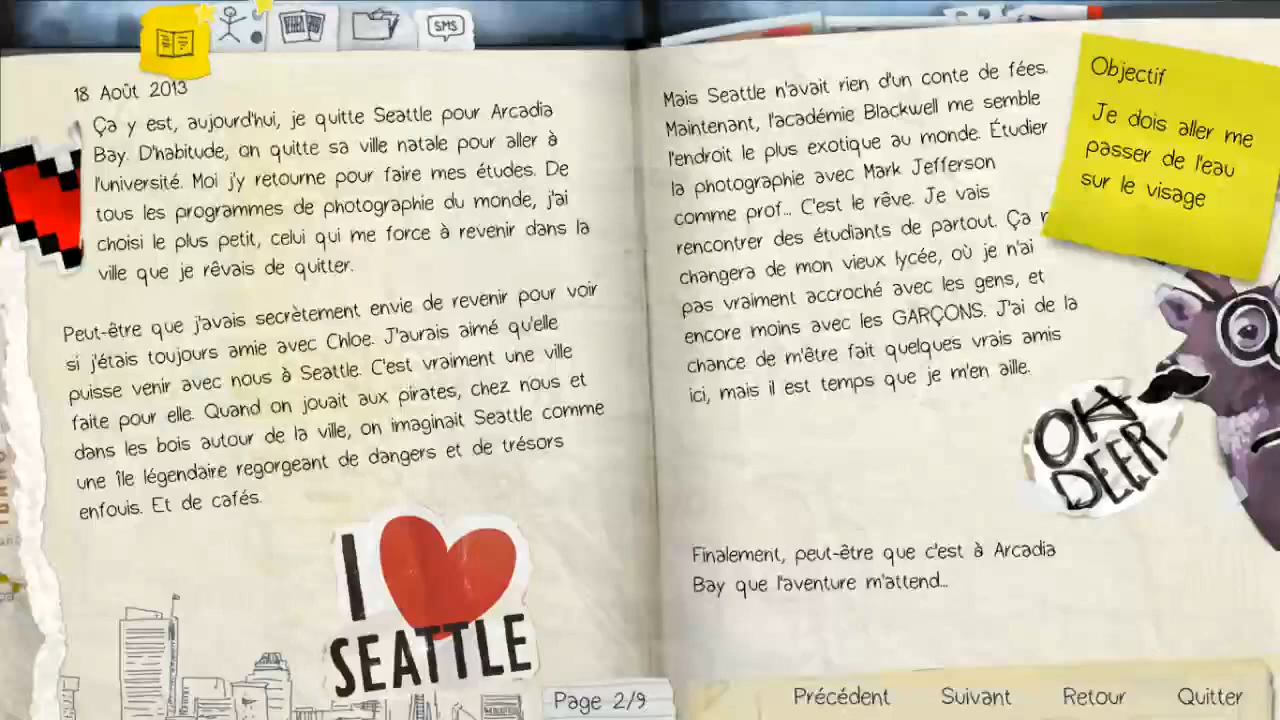 SMS
18 Août 2013
Ça y est, aujourd'hui, je quitte Seattle pour Arcadia
Bay. D'habitude, on quitte sa ville natale pour aller à
l'université. Moi j'y retourne pour faire mes études. De
tous les programmes de photographie du monde, j'ai
choisi le plus petit, celui qui me force à revenir dans la
ville que je rêvais de quitter.
Peut-être que j'avais secrètement envie de revenir pour voir
si j'étais toujours amie avec Chloe. J'aurais aimé qu'elle
puisse venir avec nous à Seattle. C'est vraiment une ville
faite pour elle. Quand on jouait aux pirates, chez nous et
dans les bois autour de la ville, on imaginait Seattle comme
une île légendaire regorgeant de dangers et de trésors
enfouis. Et de cafés.
I
SEATTLE
Page 2/9
Mais Seattle n'avait rien d'un conte de fées.
Maintenant, l'académie Blackwell me semble
l'endroit le plus exotique au monde. Étudier
la photographie avec Mark Jefferson
comme prof... C'est le rêve. Je vais
rencontrer des étudiants de partout. Ça
changera de mon vieux lycée, où je n'ai
pas vraiment accroché avec les gens, et
encore moins avec les GARÇONS. J'ai de la
chance de m'être fait quelques vrais amis
ici, mais il est temps que je m'en aille.
Finalement, peut-être que c'est à Arcadia
Bay que l'aventure m'attend...
Objectif
Je dois aller me
passer de l'eau
sur le visage
OH
DEER
Précédent Suivant Retour Quitter